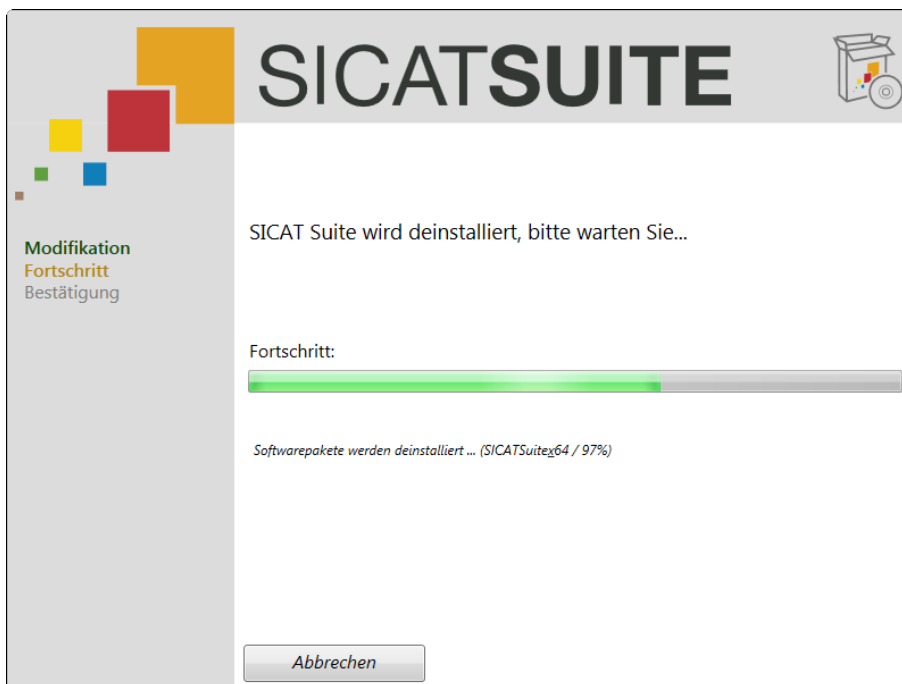 SICATSUITE
Modifikation
Fortschritt
Bestätigung
SICAT Suite wird deinstalliert, bitte warten Sie...
Fortschritt:
Softwarepakete werden deinstalliert ... (SICATSuitex64 / 97%)
Abbrechen